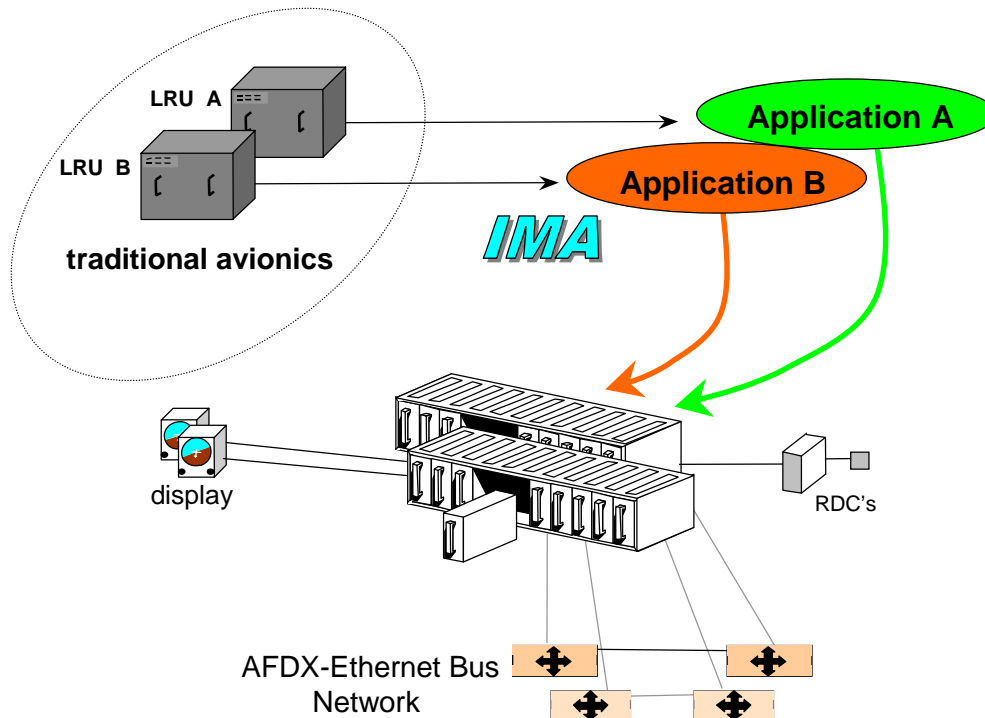 LRU A
Application A
LRU B
Application B
IMA
traditional avionics
display
RDC's
AFDX-Ethernet Bus
Network